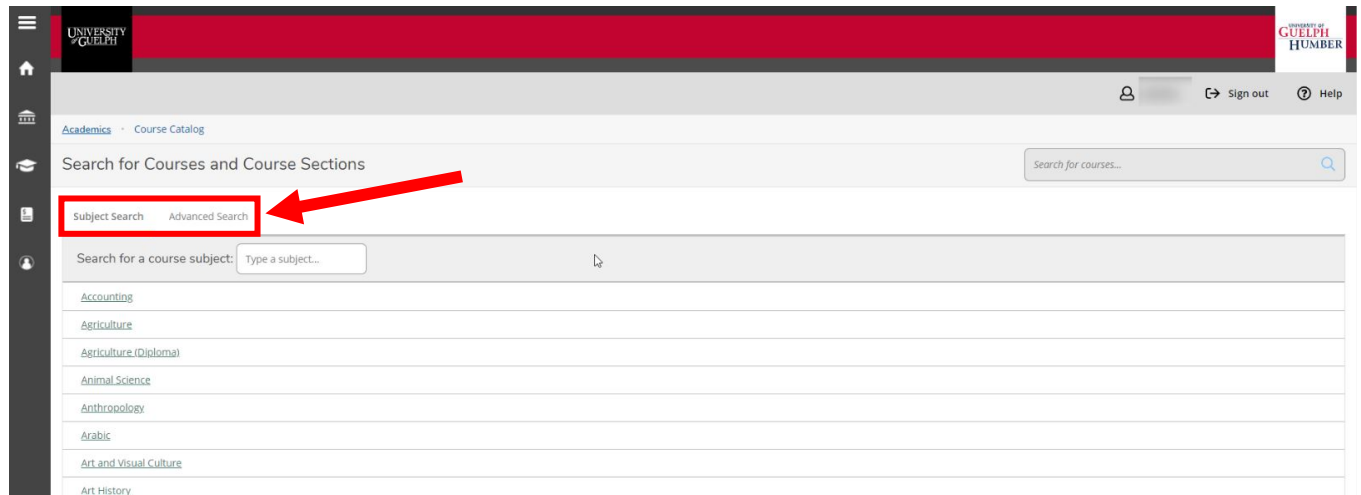 UNIVERSITY
OF GUELPH
UNIVERSITY OF
GUELPH
HUMBER
Sign out
Help
Academics · Course Catalog
Search for Courses and Course Sections
Search for courses...
Subject Search
Advanced Search
Search for a course subject:
Type a subject...
Accounting
Agriculture
Agriculture (Diploma)
Animal Science
Anthropology
Arabic
Art and Visual Culture
Art History